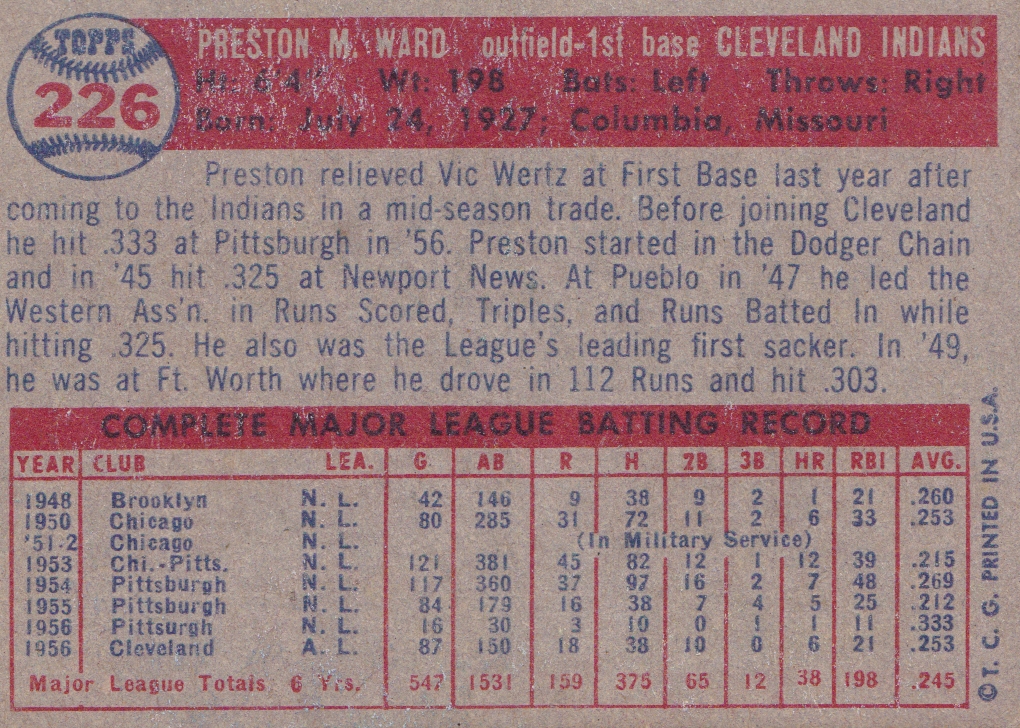 TOPPS
226
PRESTON M. WARD outfield-1st base CLEVELAND INDIANS
Ht: 6'4" Wt: 198 Bats: Left Throws: Right
Born: July 24, 1927; Columbia, Missouri
Preston relieved Vic Wertz at First Base last year after
coming to the Indians in a mid-season trade. Before joining Cleveland
he hit .333 at Pittsburgh in '56. Preston started in the Dodger Chain
and in '45 hit .325 at Newport News. At Pueblo in '47 he led the
Western Ass'n. in Runs Scored, Triples, and Runs Batted In while
hitting .325. He also was the League's leading first sacker. In '49,
he was at Ft. Worth where he drove in 112 Runs and hit .303.
COMPLETE MAJOR LEAGUE BATTING RECORD
YEAR CLUB LEA. G AB R H 2B 3B HR RBI AVG.
1948 Brooklyn N. L. 42 146 9 38 9 2 1 21 .260
1950 Chicago N. L. 80 285 31 72 11 2 6 33 .253
'51-2 Chicago N. L. (In Military Service)
1953 Chi.-Pitts. N. L. 121 381 45 82 12 1 12 39 .215
1954 Pittsburgh N. L. 117 360 37 97 16 2 7 48 .269
1955 Pittsburgh N. L. 84 179 16 38 7 4 5 25 .212
1956 Pittsurgh N. L. 16 30 3 10 0 1 1 11 .333
1956 Cleveland A. L. 87 150 18 38 10 0 6 21 .253
Major League Totals 6 Yrs. 547 1531 159 375 65 12 38 198 .245
© T. C. G. PRINTED IN U.S.A.